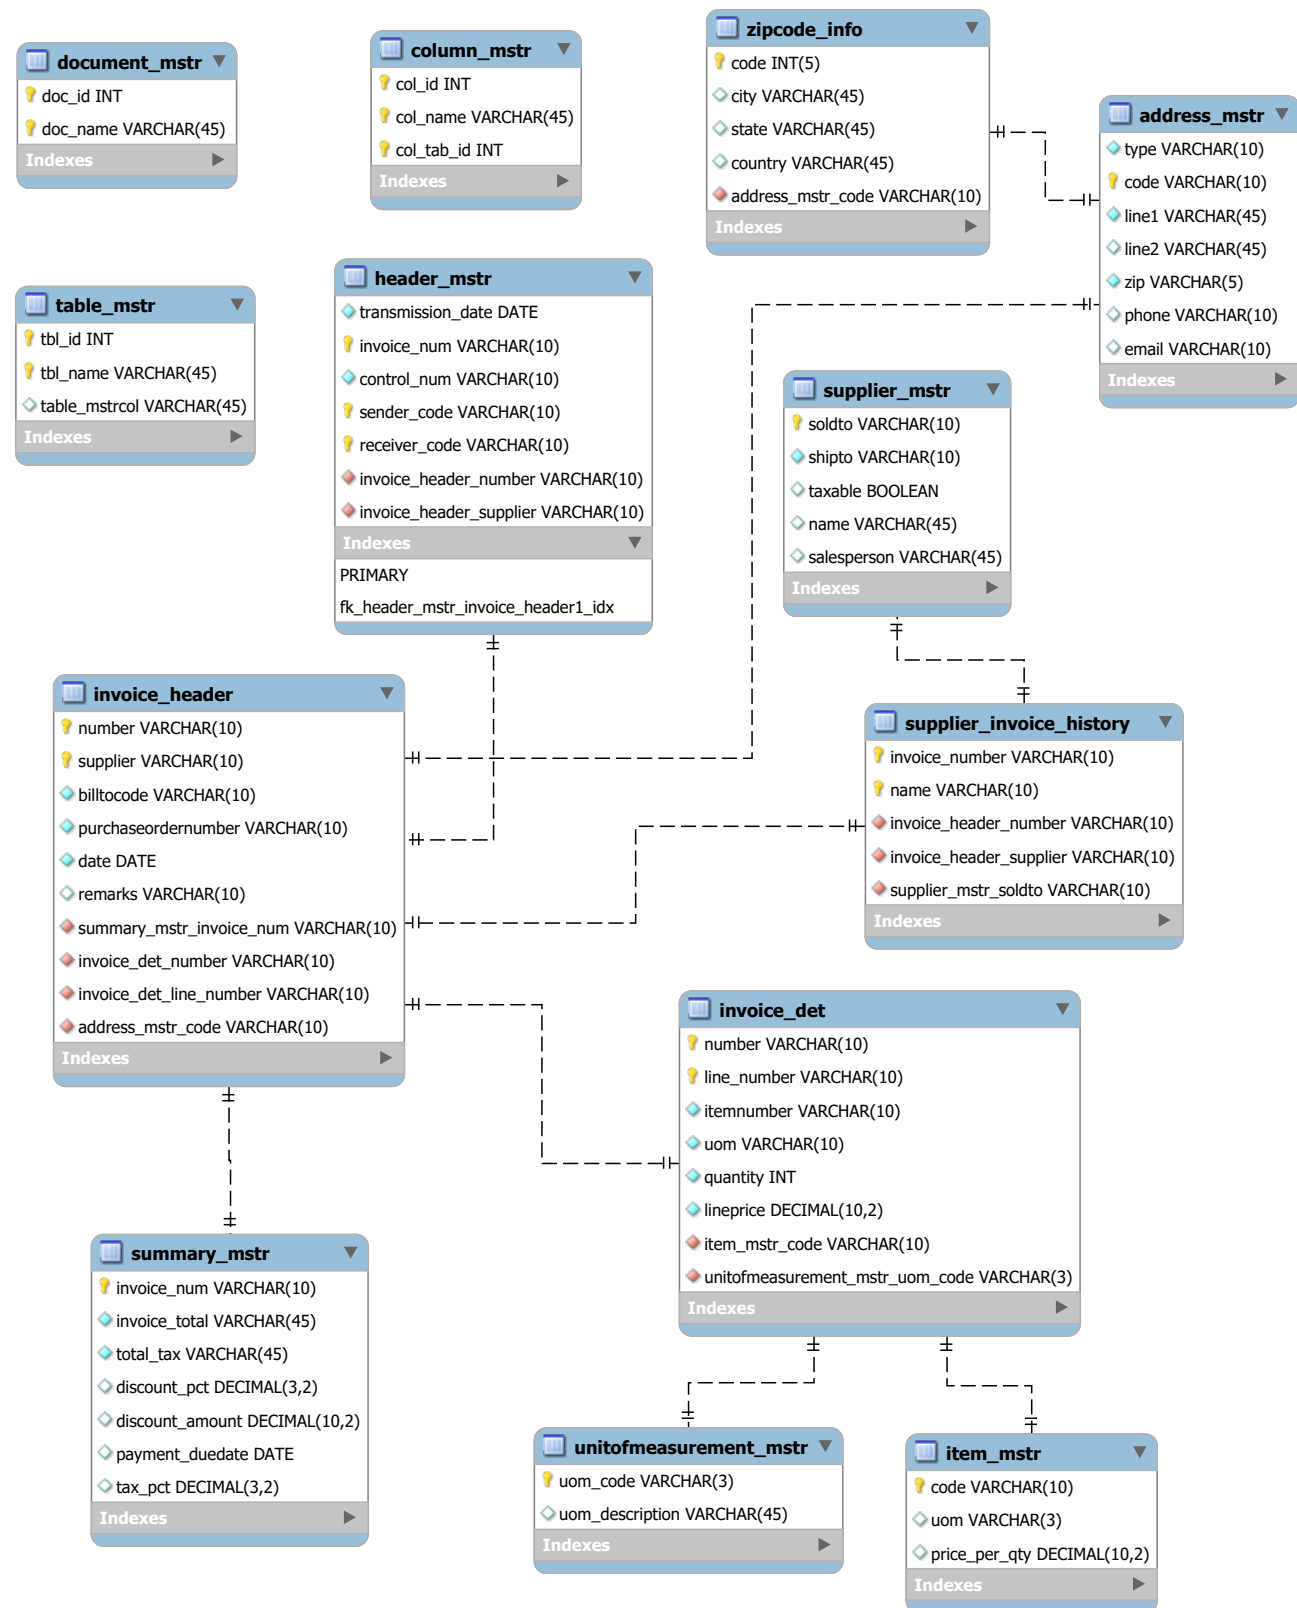 document_mstr
doc_id INT
doc_name VARCHAR(45)
Indexes
column_mstr
col_id INT
col_name VARCHAR(45)
col_tab_id INT
Indexes
zipcode_info
code INT(5)
city VARCHAR(45)
state VARCHAR(45)
country VARCHAR(45)
address_mstr_code VARCHAR(10)
Indexes
address_mstr
type VARCHAR(10)
code VARCHAR(10)
line1 VARCHAR(45)
line2 VARCHAR(45)
zip VARCHAR(5)
phone VARCHAR(10)
email VARCHAR(10)
Indexes
table_mstr
tbl_id INT
tbl_name VARCHAR(45)
table_mstrcol VARCHAR(45)
Indexes
header_mstr
transmission_date DATE
invoice_num VARCHAR(10)
control_num VARCHAR(10)
sender_code VARCHAR(10)
receiver_code VARCHAR(10)
invoice_header_number VARCHAR(10)
invoice_header_supplier VARCHAR(10)
Indexes
PRIMARY
fk_header_mstr_invoice_header1_idx
supplier_mstr
soldto VARCHAR(10)
shipto VARCHAR(10)
taxable BOOLEAN
name VARCHAR(45)
salesperson VARCHAR(45)
Indexes
invoice_header
number VARCHAR(10)
supplier VARCHAR(10)
billtocode VARCHAR(10)
purchaseordernumber VARCHAR(10)
date DATE
remarks VARCHAR(10)
summary_mstr_invoice_num VARCHAR(10)
invoice_det_number VARCHAR(10)
invoice_det_line_number VARCHAR(10)
address_mstr_code VARCHAR(10)
Indexes
supplier_invoice_history
invoice_number VARCHAR(10)
name VARCHAR(10)
invoice_header_number VARCHAR(10)
invoice_header_supplier VARCHAR(10)
supplier_mstr_soldto VARCHAR(10)
Indexes
invoice_det
number VARCHAR(10)
line_number VARCHAR(10)
itemnumber VARCHAR(10)
uom VARCHAR(10)
quantity INT
lineprice DECIMAL(10,2)
item_mstr_code VARCHAR(10)
unitofmeasurement_mstr_uom_code VARCHAR(3)
Indexes
summary_mstr
invoice_num VARCHAR(10)
invoice_total VARCHAR(45)
total_tax VARCHAR(45)
discount_pct DECIMAL(3,2)
discount_amount DECIMAL(10,2)
payment_duedate DATE
tax_pct DECIMAL(3,2)
Indexes
unitofmeasurement_mstr
uom_code VARCHAR(3)
uom_description VARCHAR(45)
Indexes
item_mstr
code VARCHAR(10)
uom VARCHAR(3)
price_per_qty DECIMAL(10,2)
Indexes